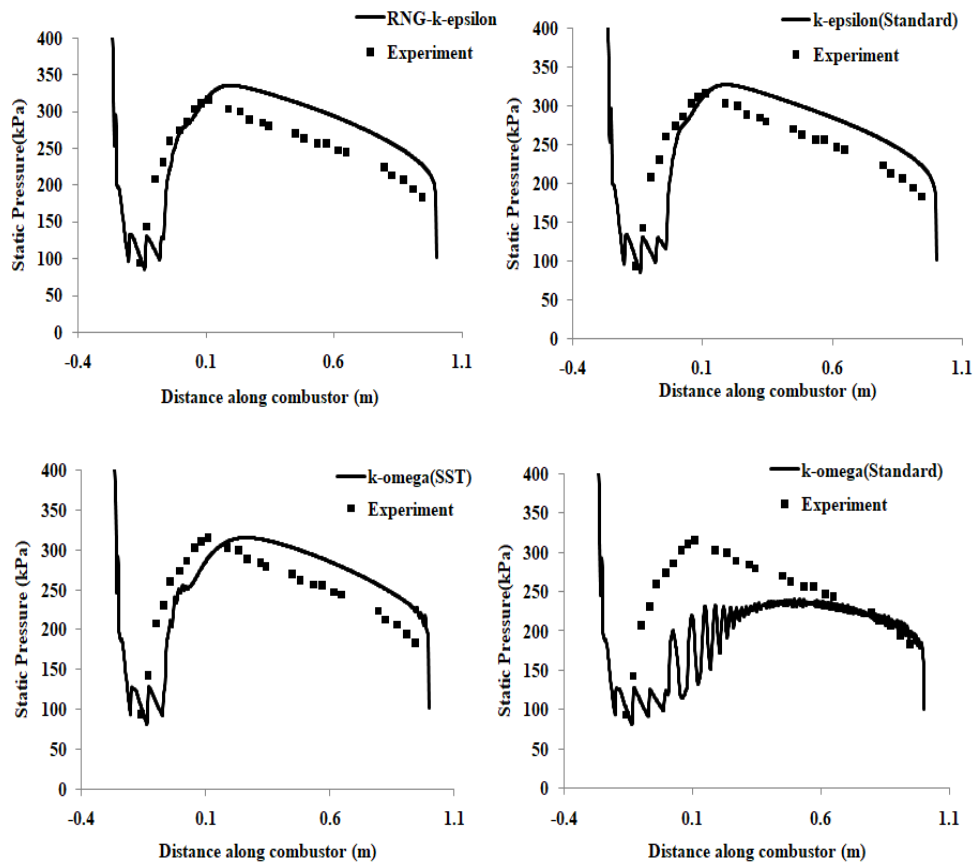 RNG-k-epsilon
Experiment
400
350
300
250
200
150
100
50
0
Static Pressure(kPa)
-0.4 0.1 0.6 1.1
Distance along combustor (m)
k-epsilon(Standard)
Experiment
400
350
300
250
200
150
100
50
0
Static Pressure(kPa)
-0.4 0.1 0.6 1.1
Distance along combustor (m)
k-omega(SST)
Experiment
400
350
300
250
200
150
100
50
0
Static Pressure (kPa)
-0.4 0.1 0.6 1.1
Distance along combustor (m)
k-omega(Standard)
Experiment
400
350
300
250
200
150
100
50
0
Static Pressure(kPa)
-0.4 0.1 0.6 1.1
Distance along combustor (m)